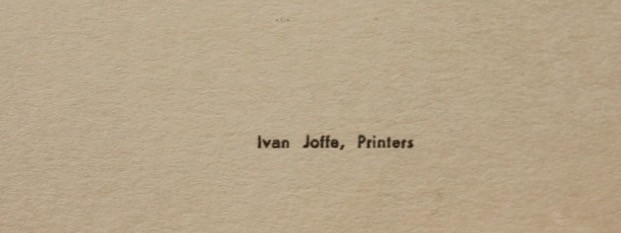 Ivan Joffe, Printers